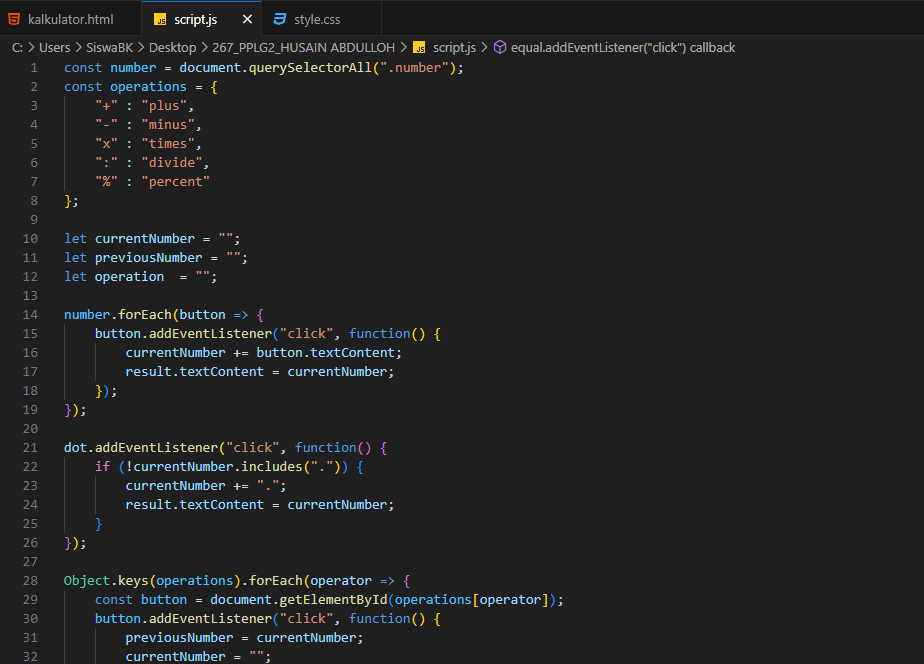 kalkulator.html script.js style.css
C: > Users > SiswaBK > Desktop > 267_PPLG2_HUSAIN ABDULLOH > JS script.js > equal.addEventListener("click") callback
1 const number = document.querySelectorAll(".number");
2 const operations = {
3 "+" : "plus",
4 "-" : "minus",
5 "x" : "times",
6 ":" : "divide",
7 "%" : "percent"
8 };
9
10 let currentNumber = "";
11 let previousNumber = "";
12 let operation  = "";
13
14 number.forEach(button => {
15 button.addEventListener("click", function() {
16 currentNumber += button.textContent;
17 result.textContent = currentNumber;
18 });
19 });
20
21 dot.addEventListener("click", function() {
22 if (!currentNumber.includes(".")) {
23 currentNumber += ".";
24 result.textContent = currentNumber;
25 }
26 });
27
28 Object.keys(operations).forEach(operator => {
29 const button = document.getElementById(operations[operator]);
30 button.addEventListener("click", function() {
31 previousNumber = currentNumber;
32 currentNumber = "";